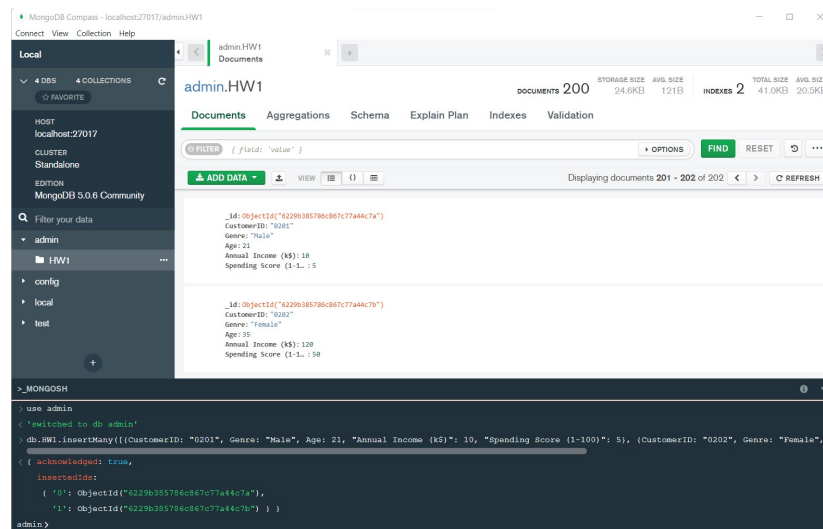 MongoDB Compass - localhost:27017/admin.HW1
Connect View Collection Help
Local
4 DBS 4 COLLECTIONS
FAVORITE
HOST
localhost:27017
CLUSTER
Standalone
EDITION
MongoDB 5.0.6 Community
Filter your data
admin
HW1
config
local
test
admin.HW1
Documents
admin.HW1
DOCUMENTS 200 STORAGE SIZE 24.6KB AVG. SIZE 121B INDEXES 2 TOTAL SIZE 41.0KB AVG. SIZE 20.5KB
Documents Aggregations Schema Explain Plan Indexes Validation
FILTER { field: 'value' } OPTIONS FIND RESET
ADD DATA VIEW Displaying documents 201 - 202 of 202 REFRESH
_id: ObjectId("6229b385786c867c77a44c7a")
CustomerID: "0201"
Genre: "Male"
Age: 21
Annual Income (k$): 10
Spending Score (1-1… : 5
_id: ObjectId("6229b385786c867c77a44c7b")
CustomerID: "0202"
Genre: "Female"
Age: 35
Annual Income (k$): 120
Spending Score (1-1… : 50
>_MONGOSH
> use admin
< 'switched to db admin'
> db.HW1.insertMany([{CustomerID: "0201", Genre: "Male", Age: 21, "Annual Income (k$)": 10, "Spending Score (1-100)": 5}, {CustomerID: "0202", Genre: "Female",
< { acknowledged: true,
insertedIds:
{ '0': ObjectId("6229b385786c867c77a44c7a"),
'1': ObjectId("6229b385786c867c77a44c7b") } }
admin>